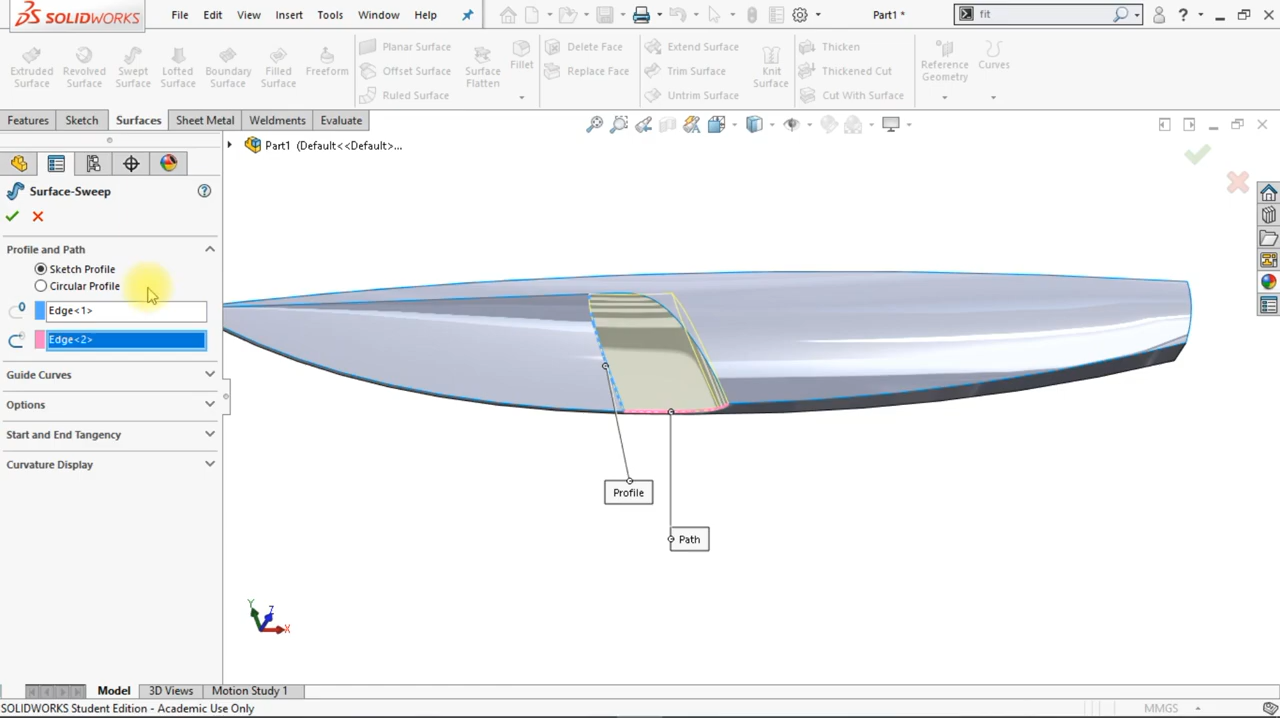 SOLIDWORKS
File Edit View Insert Tools Window Help
Part1 *
fit
?
Extruded Surface
Revolved Surface
Swept Surface
Lofted Surface
Boundary Surface
Filled Surface
Freeform
Planar Surface
Offset Surface
Ruled Surface
Surface Flatten
Fillet
Delete Face
Replace Face
Extend Surface
Trim Surface
Untrim Surface
Knit Surface
Thicken
Thickened Cut
Cut With Surface
Reference Geometry
Curves
Features Sketch Surfaces Sheet Metal Weldments Evaluate
Part1 (Default<<Default>...
Surface-Sweep
?
Profile and Path
Sketch Profile
Circular Profile
Edge<1>
Edge<2>
Guide Curves
Options
Start and End Tangency
Curvature Display
Profile
Path
Y
Z
X
Model 3D Views Motion Study 1
SOLIDWORKS Student Edition - Academic Use Only
MMGS